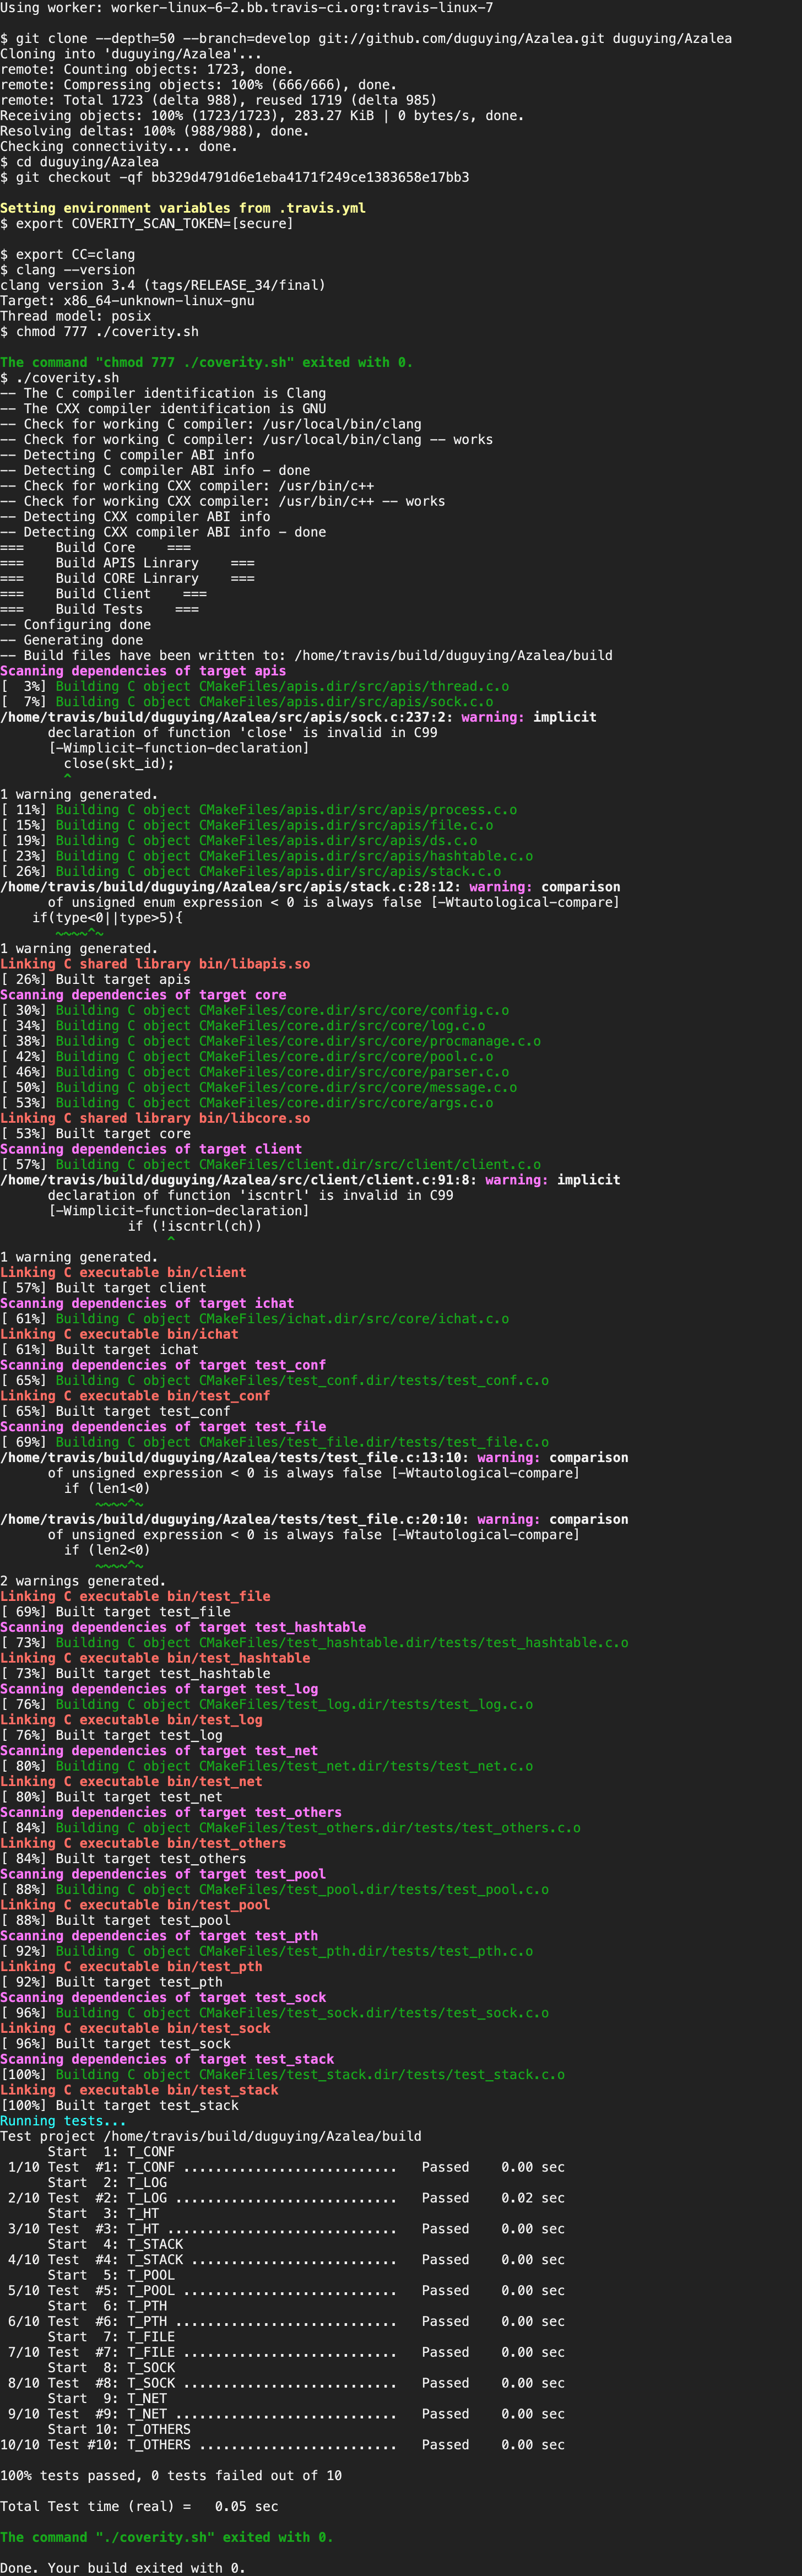 Using worker: worker-linux-6-2.bb.travis-ci.org:travis-linux-7
$ git clone --depth=50 --branch=develop git://github.com/duguying/Azalea.git duguying/Azalea
Cloning into 'duguying/Azalea'...
remote: Counting objects: 1723, done.
remote: Compressing objects: 100% (666/666), done.
remote: Total 1723 (delta 988), reused 1719 (delta 985)
Receiving objects: 100% (1723/1723), 283.27 KiB | 0 bytes/s, done.
Resolving deltas: 100% (988/988), done.
Checking connectivity... done.
$ cd duguying/Azalea
$ git checkout -qf bb329d4791d6e1eba4171f249ce1383658e17bb3
Setting environment variables from .travis.yml
$ export COVERITY_SCAN_TOKEN=[secure]
$ export CC=clang
$ clang --version
clang version 3.4 (tags/RELEASE_34/final)
Target: x86_64-unknown-linux-gnu
Thread model: posix
$ chmod 777 ./coverity.sh
The command "chmod 777 ./coverity.sh" exited with 0.
$ ./coverity.sh
-- The C compiler identification is Clang
-- The CXX compiler identification is GNU
-- Check for working C compiler: /usr/local/bin/clang
-- Check for working C compiler: /usr/local/bin/clang -- works
-- Detecting C compiler ABI info
-- Detecting C compiler ABI info - done
-- Check for working CXX compiler: /usr/bin/c++
-- Check for working CXX compiler: /usr/bin/c++ -- works
-- Detecting CXX compiler ABI info
-- Detecting CXX compiler ABI info - done
===    Build Core    ===
===    Build APIS Linrary    ===
===    Build CORE Linrary    ===
===    Build Client    ===
===    Build Tests    ===
-- Configuring done
-- Generating done
-- Build files have been written to: /home/travis/build/duguying/Azalea/build
Scanning dependencies of target apis
[  3%] Building C object CMakeFiles/apis.dir/src/apis/thread.c.o
[  7%] Building C object CMakeFiles/apis.dir/src/apis/sock.c.o
/home/travis/build/duguying/Azalea/src/apis/sock.c:237:2: warning: implicit
      declaration of function 'close' is invalid in C99
      [-Wimplicit-function-declaration]
        close(skt_id);
        ^
1 warning generated.
[ 11%] Building C object CMakeFiles/apis.dir/src/apis/process.c.o
[ 15%] Building C object CMakeFiles/apis.dir/src/apis/file.c.o
[ 19%] Building C object CMakeFiles/apis.dir/src/apis/ds.c.o
[ 23%] Building C object CMakeFiles/apis.dir/src/apis/hashtable.c.o
[ 26%] Building C object CMakeFiles/apis.dir/src/apis/stack.c.o
/home/travis/build/duguying/Azalea/src/apis/stack.c:28:12: warning: comparison
      of unsigned enum expression < 0 is always false [-Wtautological-compare]
    if(type<0||type>5){
       ~~~~^~
1 warning generated.
Linking C shared library bin/libapis.so
[ 26%] Built target apis
Scanning dependencies of target core
[ 30%] Building C object CMakeFiles/core.dir/src/core/config.c.o
[ 34%] Building C object CMakeFiles/core.dir/src/core/log.c.o
[ 38%] Building C object CMakeFiles/core.dir/src/core/procmanage.c.o
[ 42%] Building C object CMakeFiles/core.dir/src/core/pool.c.o
[ 46%] Building C object CMakeFiles/core.dir/src/core/parser.c.o
[ 50%] Building C object CMakeFiles/core.dir/src/core/message.c.o
[ 53%] Building C object CMakeFiles/core.dir/src/core/args.c.o
Linking C shared library bin/libcore.so
[ 53%] Built target core
Scanning dependencies of target client
[ 57%] Building C object CMakeFiles/client.dir/src/client/client.c.o
/home/travis/build/duguying/Azalea/src/client/client.c:91:8: warning: implicit
      declaration of function 'iscntrl' is invalid in C99
      [-Wimplicit-function-declaration]
                if (!iscntrl(ch))
                     ^
1 warning generated.
Linking C executable bin/client
[ 57%] Built target client
Scanning dependencies of target ichat
[ 61%] Building C object CMakeFiles/ichat.dir/src/core/ichat.c.o
Linking C executable bin/ichat
[ 61%] Built target ichat
Scanning dependencies of target test_conf
[ 65%] Building C object CMakeFiles/test_conf.dir/tests/test_conf.c.o
Linking C executable bin/test_conf
[ 65%] Built target test_conf
Scanning dependencies of target test_file
[ 69%] Building C object CMakeFiles/test_file.dir/tests/test_file.c.o
/home/travis/build/duguying/Azalea/tests/test_file.c:13:10: warning: comparison
      of unsigned expression < 0 is always false [-Wtautological-compare]
        if (len1<0)
            ~~~~^~
/home/travis/build/duguying/Azalea/tests/test_file.c:20:10: warning: comparison
      of unsigned expression < 0 is always false [-Wtautological-compare]
        if (len2<0)
            ~~~~^~
2 warnings generated.
Linking C executable bin/test_file
[ 69%] Built target test_file
Scanning dependencies of target test_hashtable
[ 73%] Building C object CMakeFiles/test_hashtable.dir/tests/test_hashtable.c.o
Linking C executable bin/test_hashtable
[ 73%] Built target test_hashtable
Scanning dependencies of target test_log
[ 76%] Building C object CMakeFiles/test_log.dir/tests/test_log.c.o
Linking C executable bin/test_log
[ 76%] Built target test_log
Scanning dependencies of target test_net
[ 80%] Building C object CMakeFiles/test_net.dir/tests/test_net.c.o
Linking C executable bin/test_net
[ 80%] Built target test_net
Scanning dependencies of target test_others
[ 84%] Building C object CMakeFiles/test_others.dir/tests/test_others.c.o
Linking C executable bin/test_others
[ 84%] Built target test_others
Scanning dependencies of target test_pool
[ 88%] Building C object CMakeFiles/test_pool.dir/tests/test_pool.c.o
Linking C executable bin/test_pool
[ 88%] Built target test_pool
Scanning dependencies of target test_pth
[ 92%] Building C object CMakeFiles/test_pth.dir/tests/test_pth.c.o
Linking C executable bin/test_pth
[ 92%] Built target test_pth
Scanning dependencies of target test_sock
[ 96%] Building C object CMakeFiles/test_sock.dir/tests/test_sock.c.o
Linking C executable bin/test_sock
[ 96%] Built target test_sock
Scanning dependencies of target test_stack
[100%] Building C object CMakeFiles/test_stack.dir/tests/test_stack.c.o
Linking C executable bin/test_stack
[100%] Built target test_stack
Running tests...
Test project /home/travis/build/duguying/Azalea/build
      Start  1: T_CONF
 1/10 Test  #1: T_CONF ...........................   Passed    0.00 sec
      Start  2: T_LOG
 2/10 Test  #2: T_LOG ............................   Passed    0.02 sec
      Start  3: T_HT
 3/10 Test  #3: T_HT .............................   Passed    0.00 sec
      Start  4: T_STACK
 4/10 Test  #4: T_STACK ..........................   Passed    0.00 sec
      Start  5: T_POOL
 5/10 Test  #5: T_POOL ...........................   Passed    0.00 sec
      Start  6: T_PTH
 6/10 Test  #6: T_PTH ............................   Passed    0.00 sec
      Start  7: T_FILE
 7/10 Test  #7: T_FILE ...........................   Passed    0.00 sec
      Start  8: T_SOCK
 8/10 Test  #8: T_SOCK ...........................   Passed    0.00 sec
      Start  9: T_NET
 9/10 Test  #9: T_NET ............................   Passed    0.00 sec
      Start 10: T_OTHERS
10/10 Test #10: T_OTHERS .........................   Passed    0.00 sec
100% tests passed, 0 tests failed out of 10
Total Test time (real) =   0.05 sec
The command "./coverity.sh" exited with 0.
Done. Your build exited with 0.